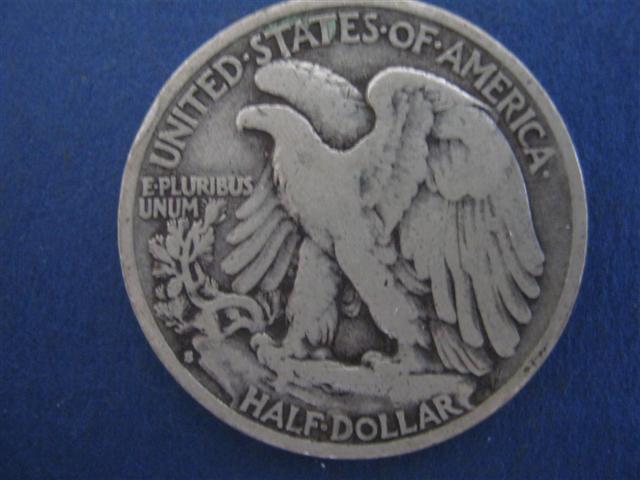 UNITED·STATES·OF·AMERICA·
E·PLURIBUS
UNUM
S
HALF·DOLLAR